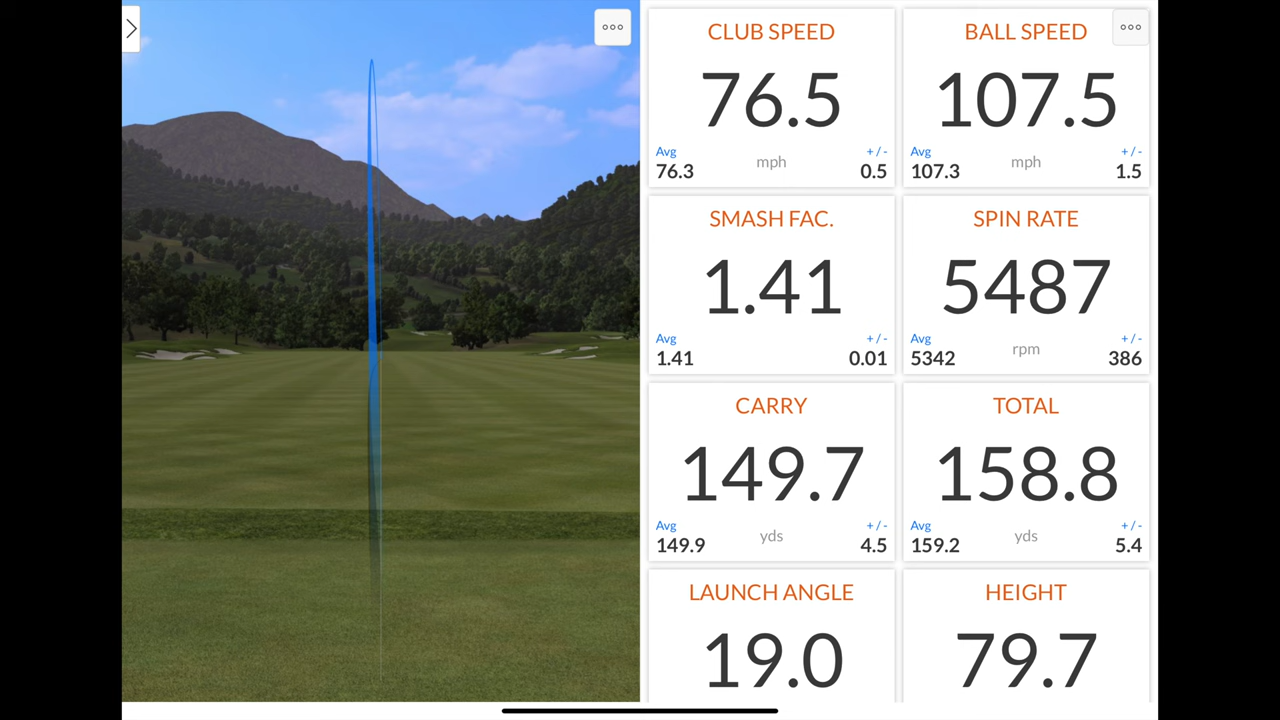 CLUB SPEED
76.5
Avg
76.3
mph
+ / -
0.5
BALL SPEED
107.5
Avg
107.3
mph
+ / -
1.5
SMASH FAC.
1.41
Avg
1.41
+ / -
0.01
SPIN RATE
5487
Avg
5342
rpm
+ / -
386
CARRY
149.7
Avg
149.9
yds
+ / -
4.5
TOTAL
158.8
Avg
159.2
yds
+ / -
5.4
LAUNCH ANGLE
19.0
HEIGHT
79.7